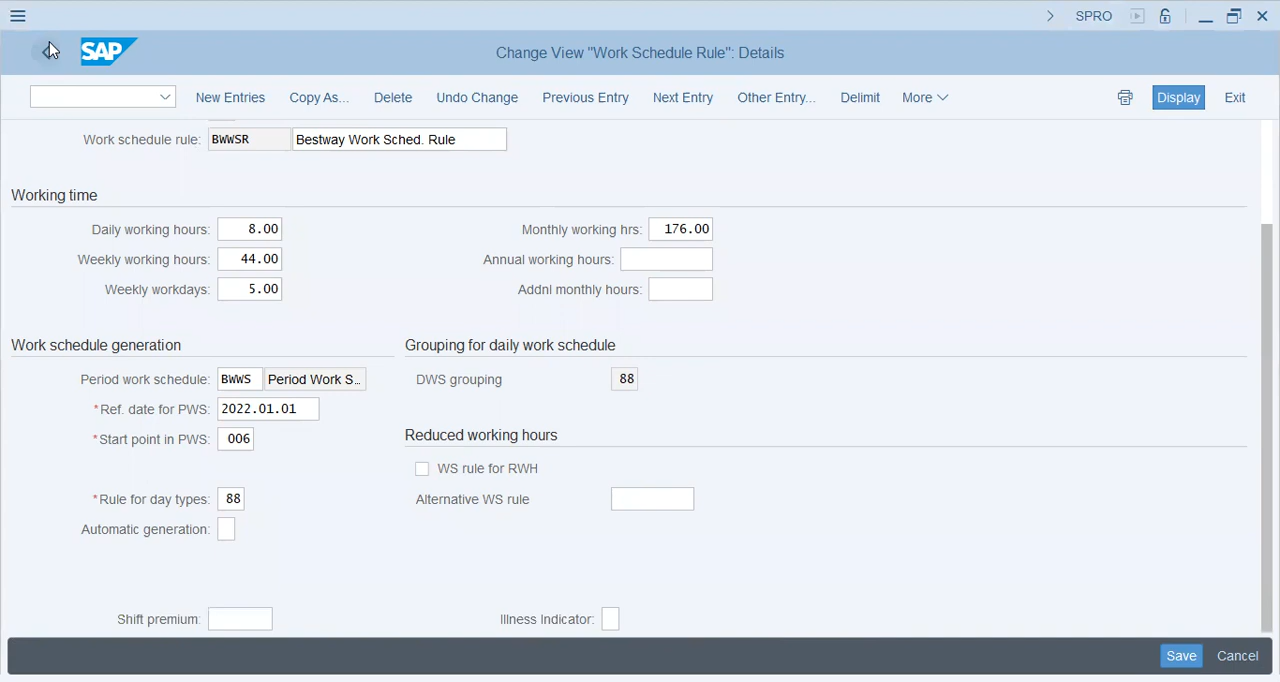 SPRO
SAP
Change View "Work Schedule Rule": Details
New Entries Copy As... Delete Undo Change Previous Entry Next Entry Other Entry... Delimit More Display Exit
Work schedule rule: BWWSR Bestway Work Sched. Rule
Working time
Daily working hours: 8.00 Monthly working hrs: 176.00
Weekly working hours: 44.00 Annual working hours:
Weekly workdays: 5.00 Addnl monthly hours:
Work schedule generation Grouping for daily work schedule
Period work schedule: BWWS Period Work S... DWS grouping 88
*Ref. date for PWS: 2022.01.01
*Start point in PWS: 006 Reduced working hours
WS rule for RWH
*Rule for day types: 88 Alternative WS rule
Automatic generation:
Shift premium: Illness Indicator:
Save Cancel